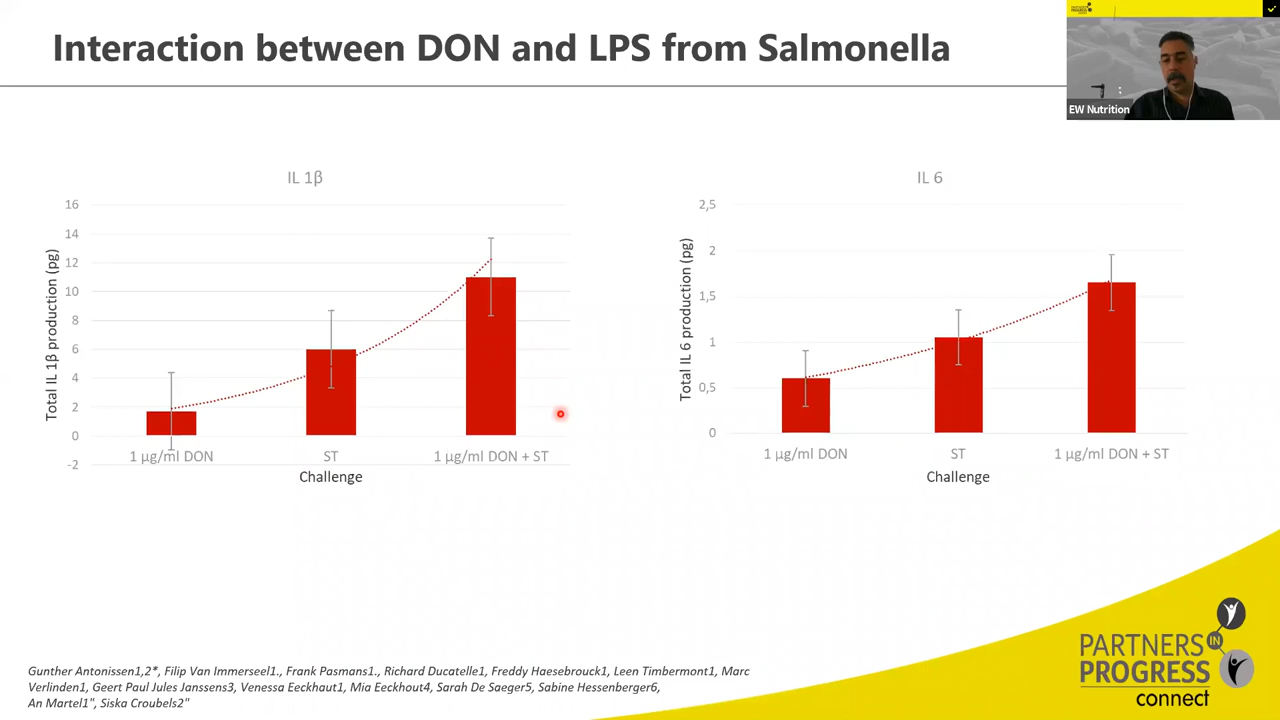 Interaction between DON and LPS from Salmonella
EW Nutrition
IL 1β
Total IL 1β production (pg)
16
14
12
10
8
6
4
2
0
-2
1 µg/ml DON
ST
1 µg/ml DON + ST
Challenge
IL 6
Total IL 6 production (pg)
2,5
2
1,5
1
0,5
0
1 µg/ml DON
ST
1 µg/ml DON + ST
Challenge
Gunther Antonissen1,2*, Filip Van Immerseel1., Frank Pasmans1., Richard Ducatelle1, Freddy Haesebrouck1, Leen Timbermont1, Marc
Verlinden1, Geert Paul Jules Janssens3, Venessa Eeckhaut1, Mia Eeckhout4, Sarah De Saeger5, Sabine Hessenberger6,
An Martel1", Siska Croubels2"
PARTNERS IN
PROGRESS
connect